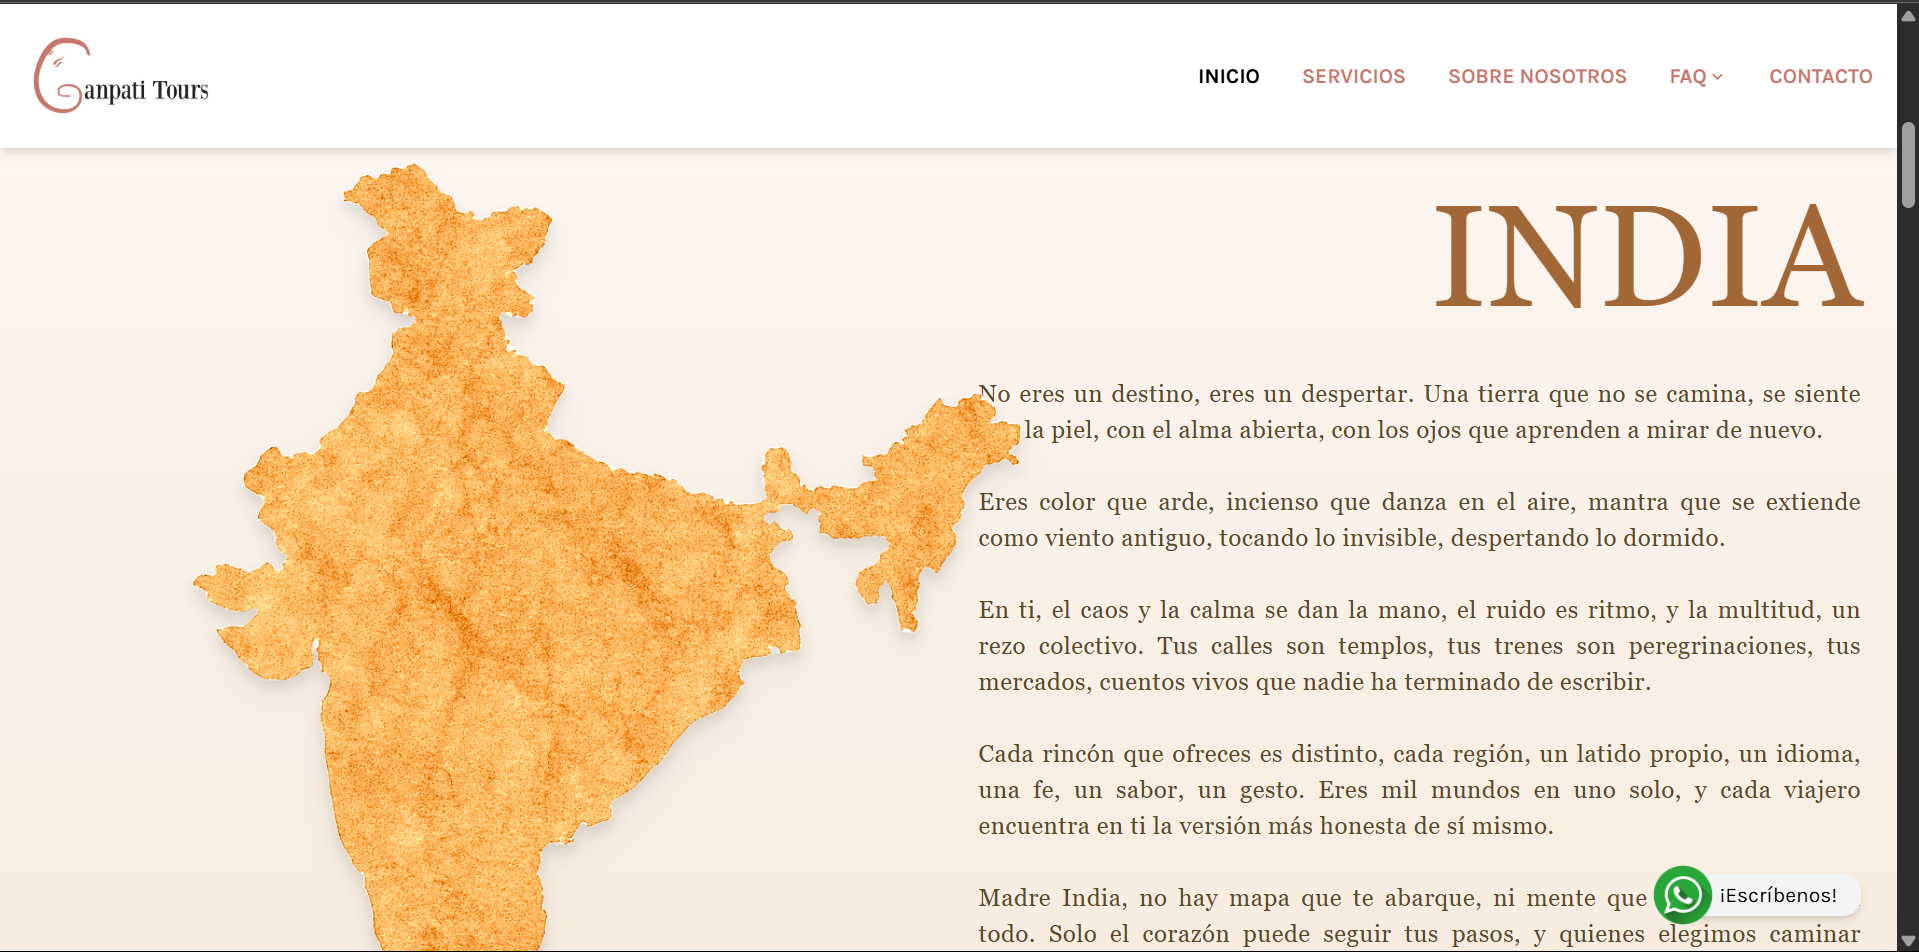 Ganpati Tours
INICIO
SERVICIOS
SOBRE NOSOTROS
FAQ
CONTACTO
INDIA
No eres un destino, eres un despertar. Una tierra que no se camina, se siente
la piel, con el alma abierta, con los ojos que aprenden a mirar de nuevo.
Eres color que arde, incienso que danza en el aire, mantra que se extiende
como viento antiguo, tocando lo invisible, despertando lo dormido.
En ti, el caos y la calma se dan la mano, el ruido es ritmo, y la multitud, un
rezo colectivo. Tus calles son templos, tus trenes son peregrinaciones, tus
mercados, cuentos vivos que nadie ha terminado de escribir.
Cada rincón que ofreces es distinto, cada región, un latido propio, un idioma,
una fe, un sabor, un gesto. Eres mil mundos en uno solo, y cada viajero
encuentra en ti la versión más honesta de sí mismo.
Madre India, no hay mapa que te abarque, ni mente que
todo. Solo el corazón puede seguir tus pasos, y quienes elegimos caminar
¡Escríbenos!